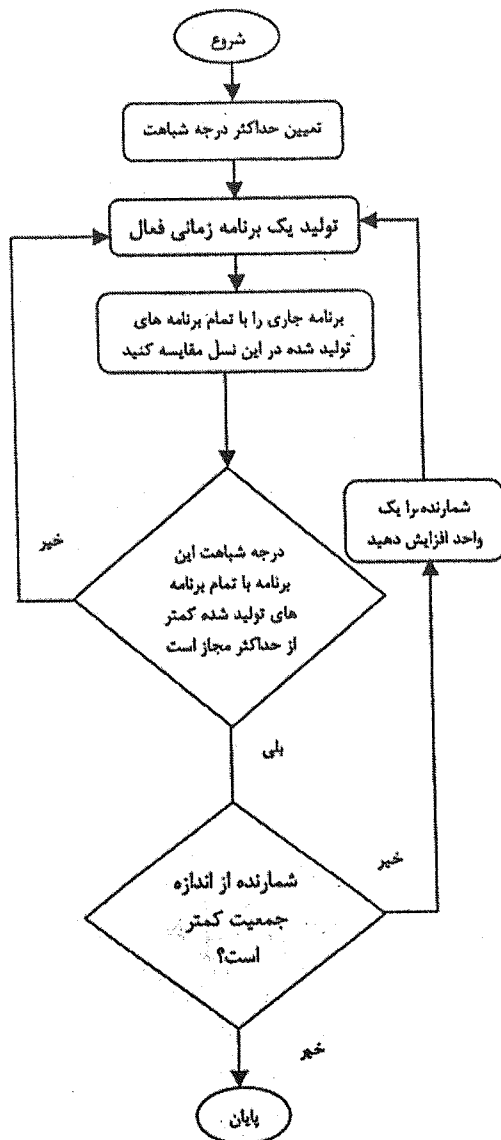 شروع
تعیین حداکثر درجه شباهت
تولید یک برنامه زمانی فعال
برنامه جاری را با تمام برنامه های
تولید شده در این نسل مقایسه کنید
شمارنده را یک
واحد افزایش دهید
خیر
درجه شباهت این
برنامه با تمام برنامه
های تولید شده کمتر
از حداکثر مجاز است
بلی
خیر
شمارنده از اندازه
جمعیت کمتر
است؟
خیر
پایان